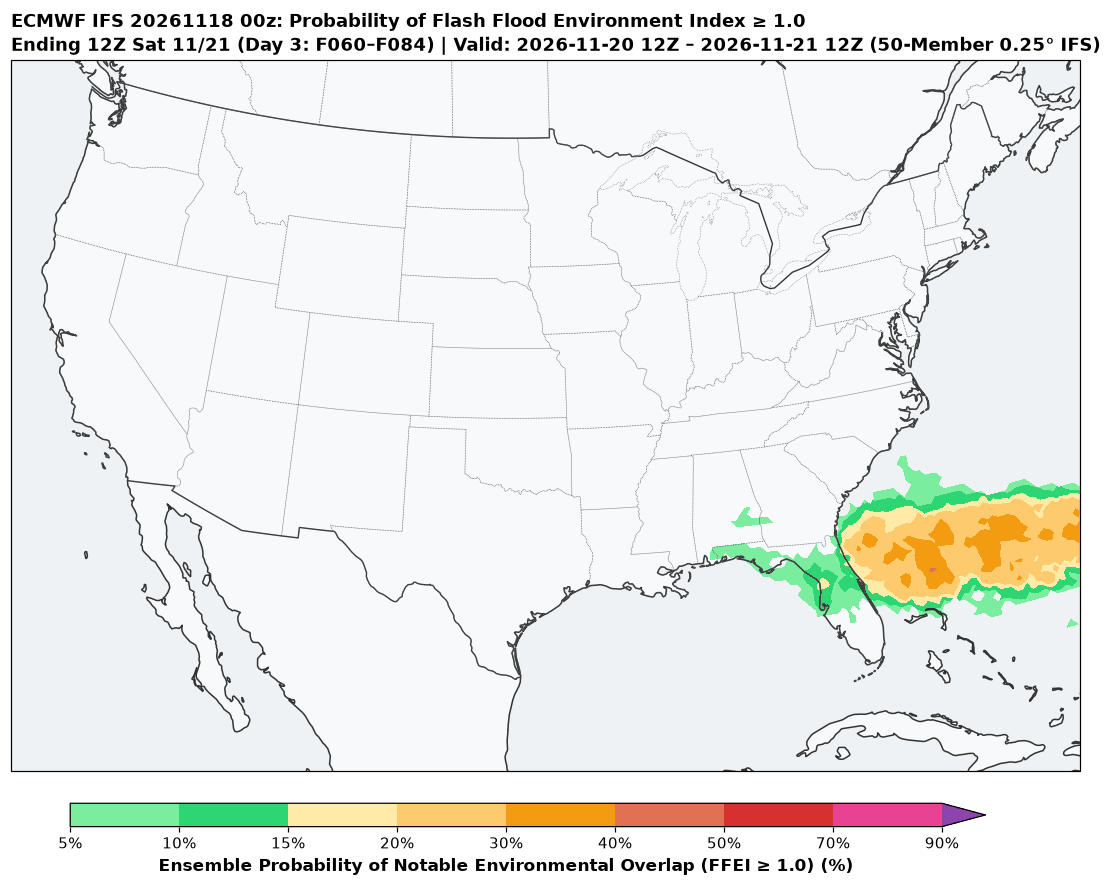 ECMWF IFS 20261118 00z: Probability of Flash Flood Environment Index ≥ 1.0
Ending 12Z Sat 11/21 (Day 3: F060–F084) | Valid: 2026-11-20 12Z – 2026-11-21 12Z (50-Member 0.25° IFS)
5% 10% 15% 20% 30% 40% 50% 70% 90%
Ensemble Probability of Notable Environmental Overlap (FFEI ≥ 1.0) (%)